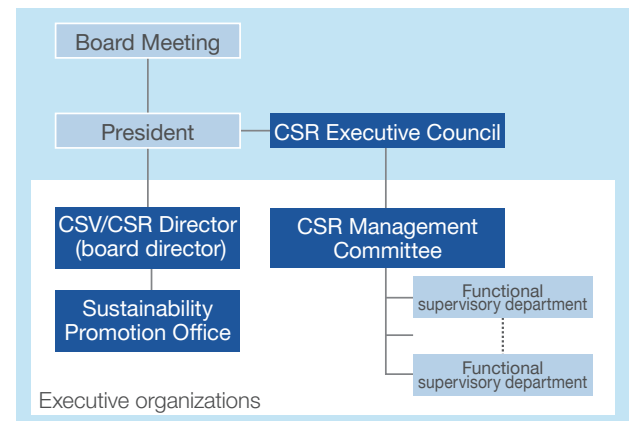 Board Meeting
President
CSR Executive Council
CSV/CSR Director
(board director)
CSR Management
Committee
Sustainability
Promotion Office
Functional
supervisory department
Functional
supervisory department
Executive organizations